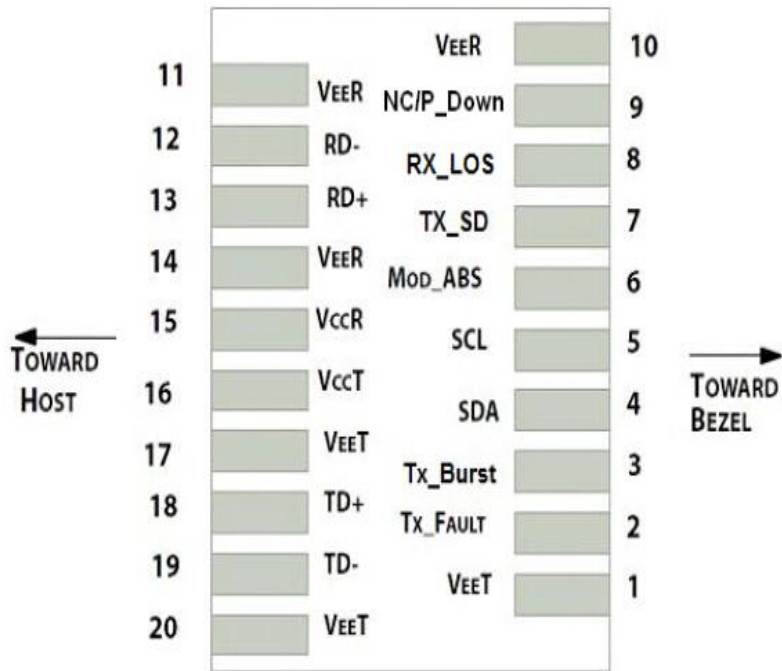 VEER 10
11 VEER
NC/P_Down 9
12 RD-
RX_LOS 8
13 RD+
TX_SD 7
14 VEER
MOD_ABS 6
15 VCCR
SCL 5
TOWARD HOST
TOWARD BEZEL
16 VCCT
SDA 4
17 VEET
Tx_Burst 3
18 TD+
TX_FAULT 2
19 TD-
VEET 1
20 VEET